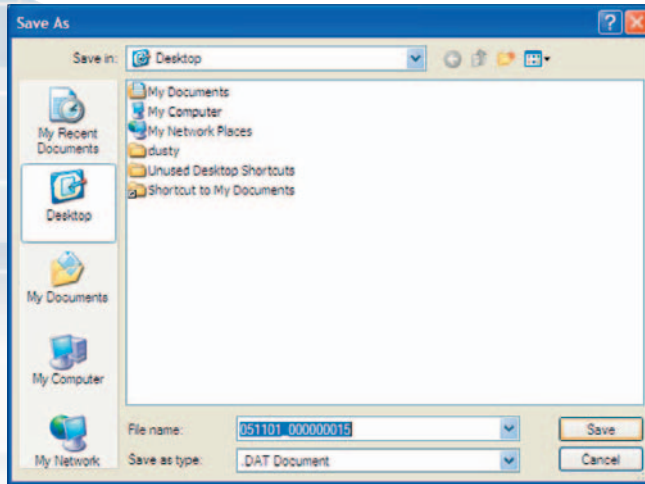 Save As
Save in:
Desktop
My Recent
Documents
Desktop
My Documents
My Computer
My Network
My Documents
My Computer
My Network Places
dusty
Unused Desktop Shortcuts
Shortcut to My Documents
File name:
051101_000000015
Save
Save as type:
.DAT Document
Cancel